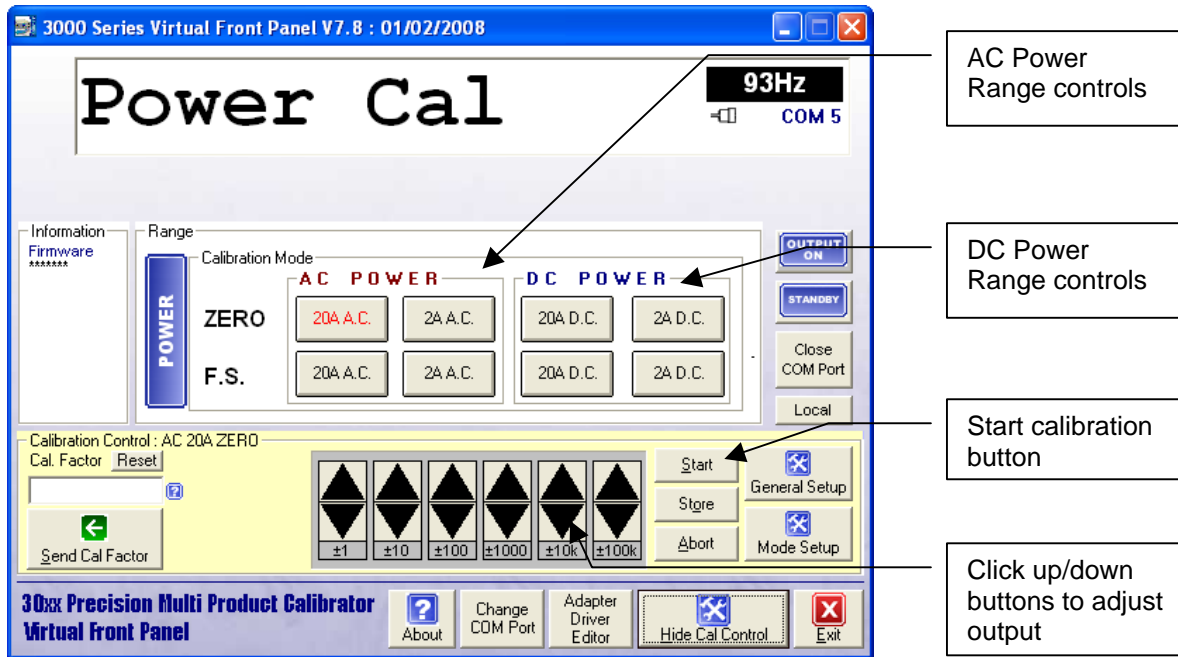 3000 Series Virtual Front Panel V7.8 : 01/02/2008
Power Cal
93Hz
COM 5
AC Power
Range controls
Information
Firmware
*******
Range
Calibration Mode
POWER
AC POWER
DC POWER
ZERO
20A A.C.
2A A.C.
20A D.C.
2A D.C.
F.S.
20A A.C.
2A A.C.
20A D.C.
2A D.C.
OUTPUT
ON
STANDBY
Close
COM Port
Local
DC Power
Range controls
Calibration Control : AC 20A ZERO
Cal. Factor
Reset
Send Cal Factor
±1
±10
±100
±1000
±10k
±100k
Start
Store
Abort
General Setup
Mode Setup
Start calibration
button
Click up/down
buttons to adjust
output
30xx Precision Multi Product Calibrator
Virtual Front Panel
About
Change
COM Port
Adapter
Driver
Editor
Hide Cal Control
Exit